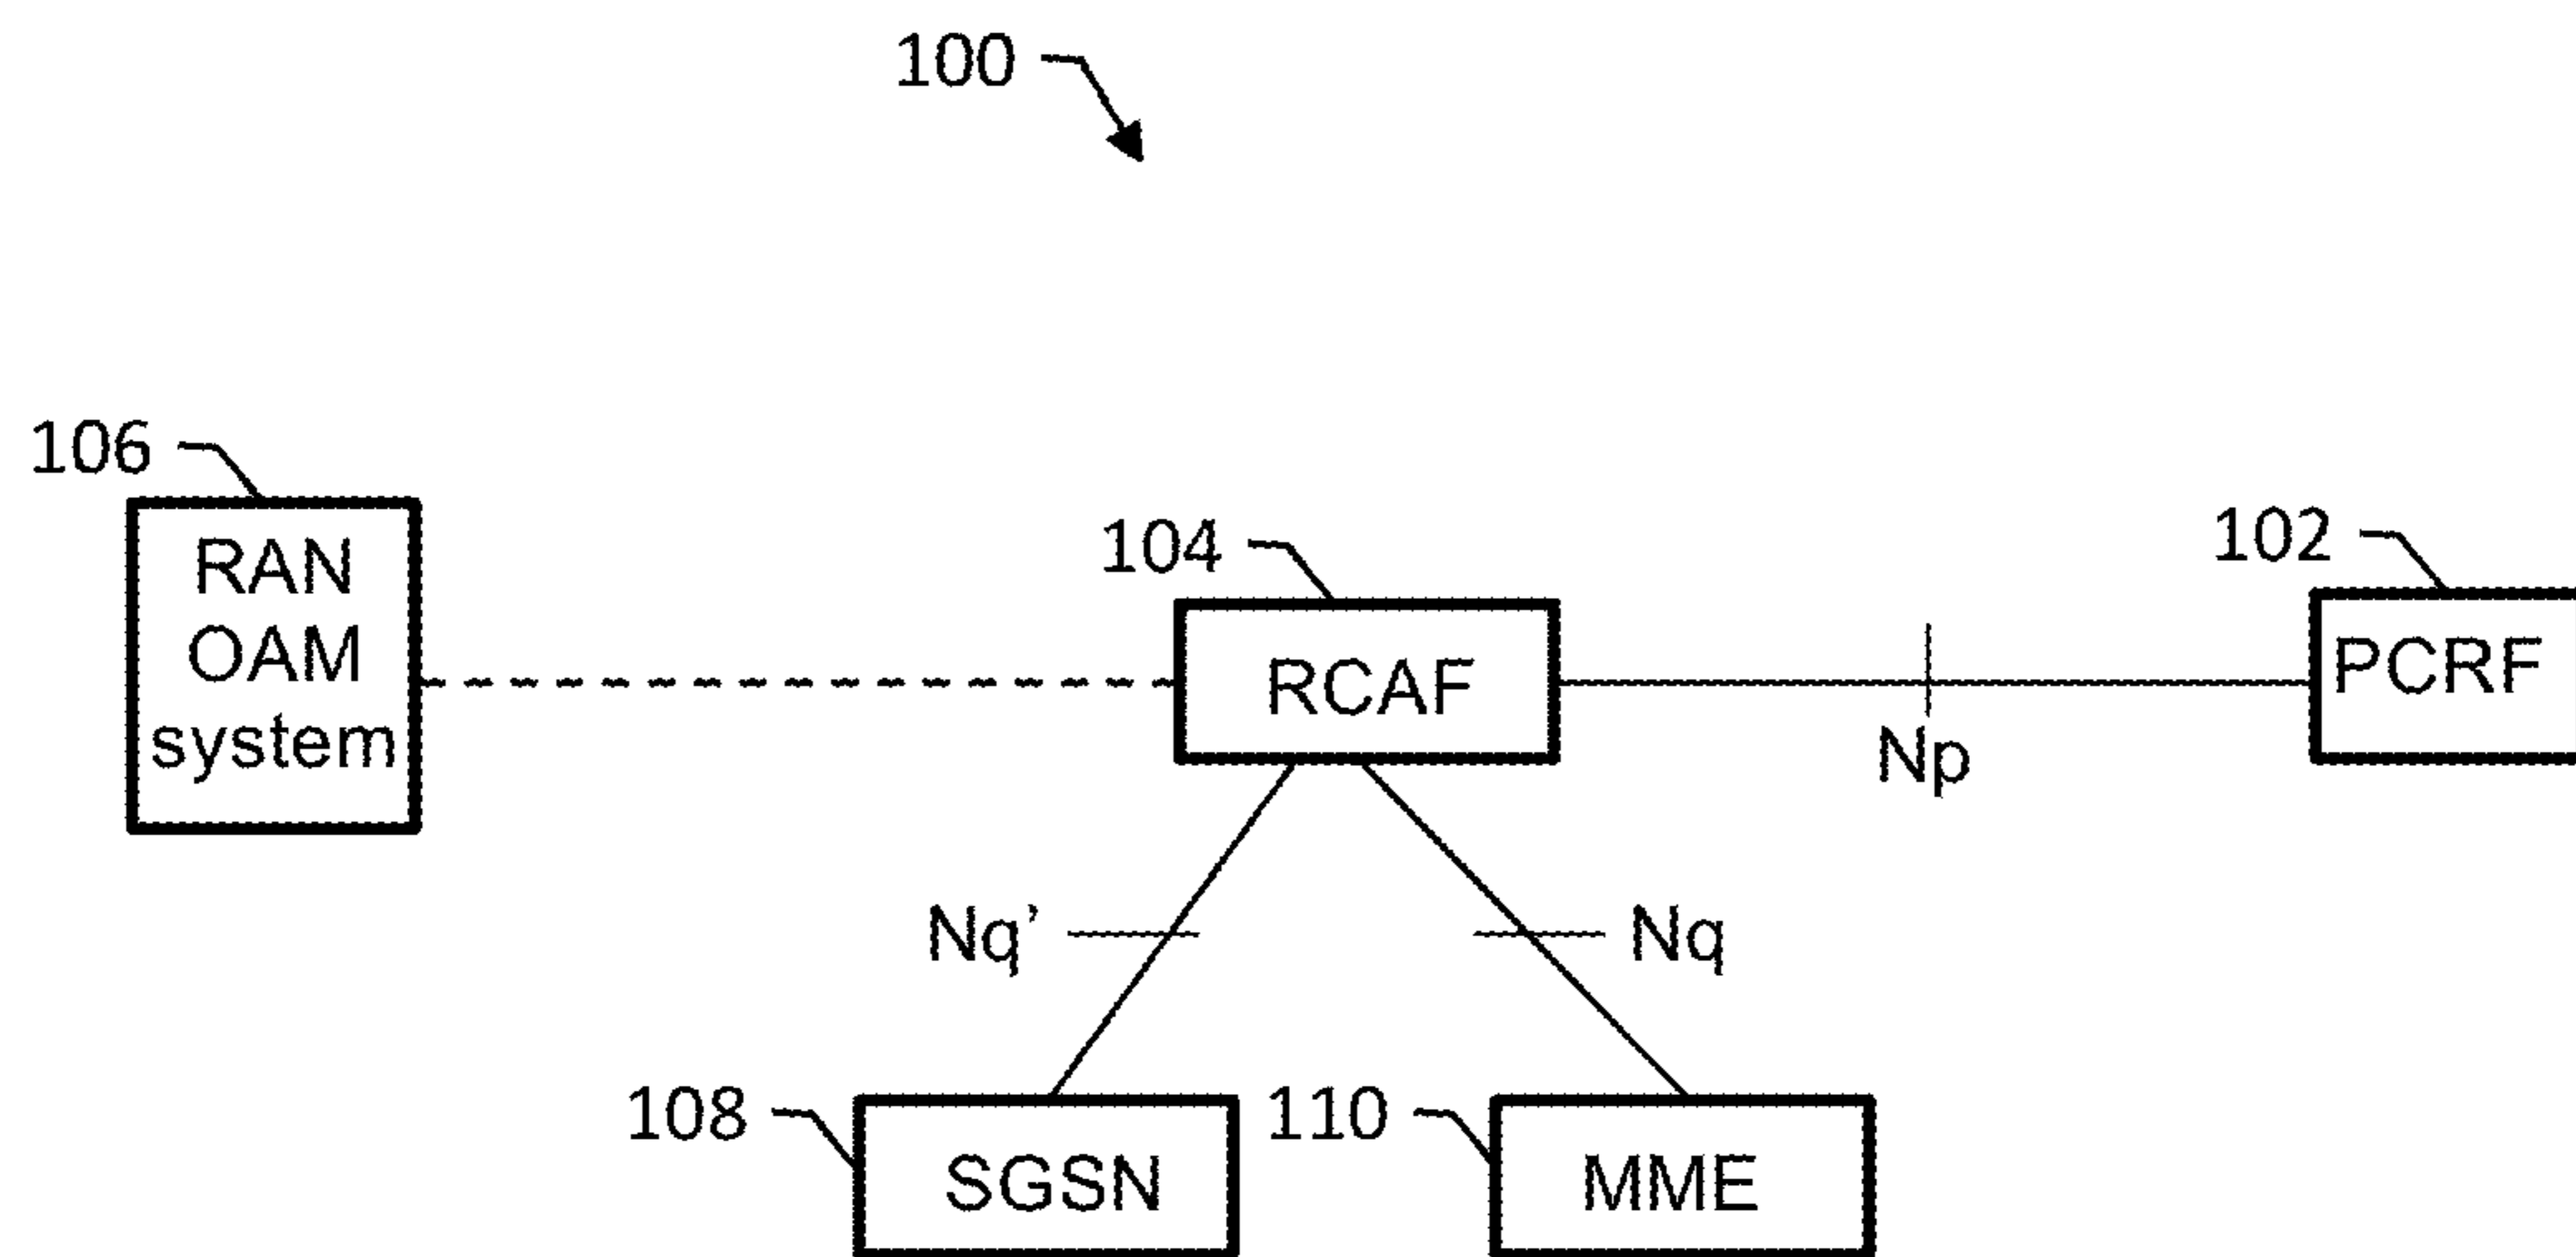 100
106
RAN
OAM
system
104
RCAF
102
PCRF
Np
Nq’
Nq
108
SGSN
110
MME